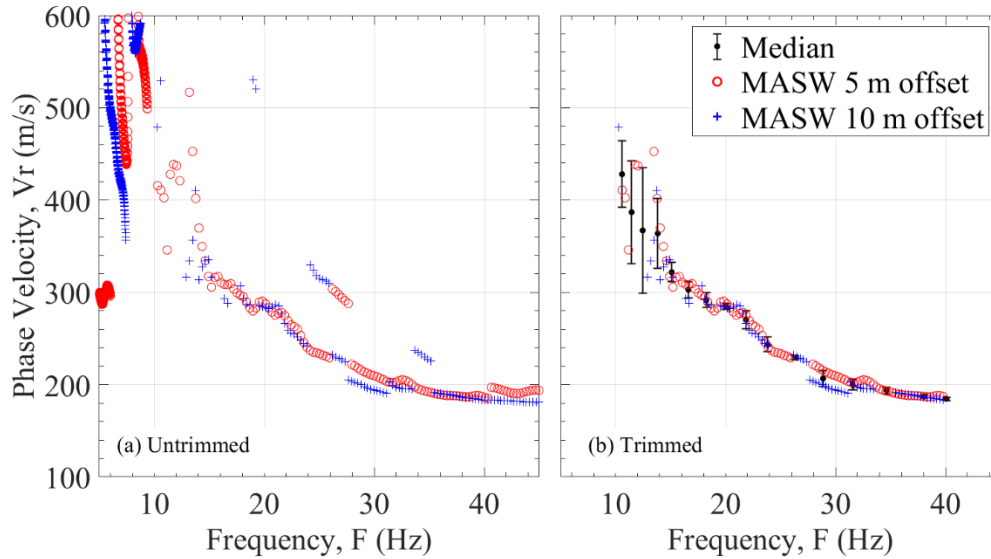 600
500
400
300
200
100
Phase Velocity, Vr (m/s)
(a) Untrimmed
10
20
30
40
Frequency, F (Hz)
Median
MASW 5 m offset
MASW 10 m offset
(b) Trimmed
10
20
30
40
Frequency, F (Hz)